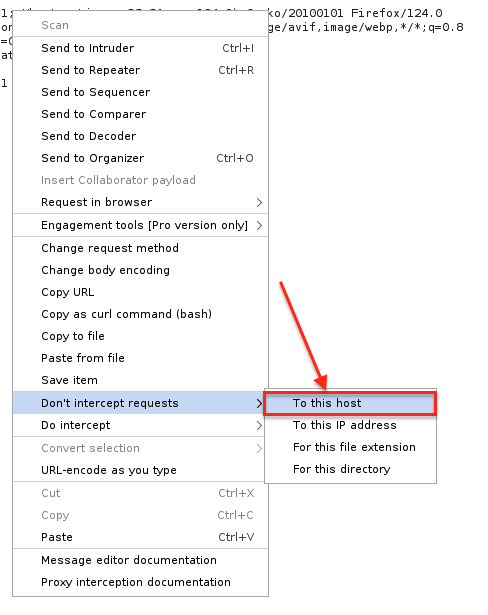 Gecko/20100101 Firefox/124.0
image/avif,image/webp,*/*;q=0.8
Scan
Send to Intruder Ctrl+I
Send to Repeater Ctrl+R
Send to Sequencer
Send to Comparer
Send to Decoder
Send to Organizer Ctrl+O
Insert Collaborator payload
Request in browser
Engagement tools [Pro version only]
Change request method
Change body encoding
Copy URL
Copy as curl command (bash)
Copy to file
Paste from file
Save item
Don't intercept requests
To this host
Do intercept
To this IP address
Convert selection
For this file extension
URL-encode as you type
For this directory
Cut Ctrl+X
Copy Ctrl+C
Paste Ctrl+V
Message editor documentation
Proxy interception documentation